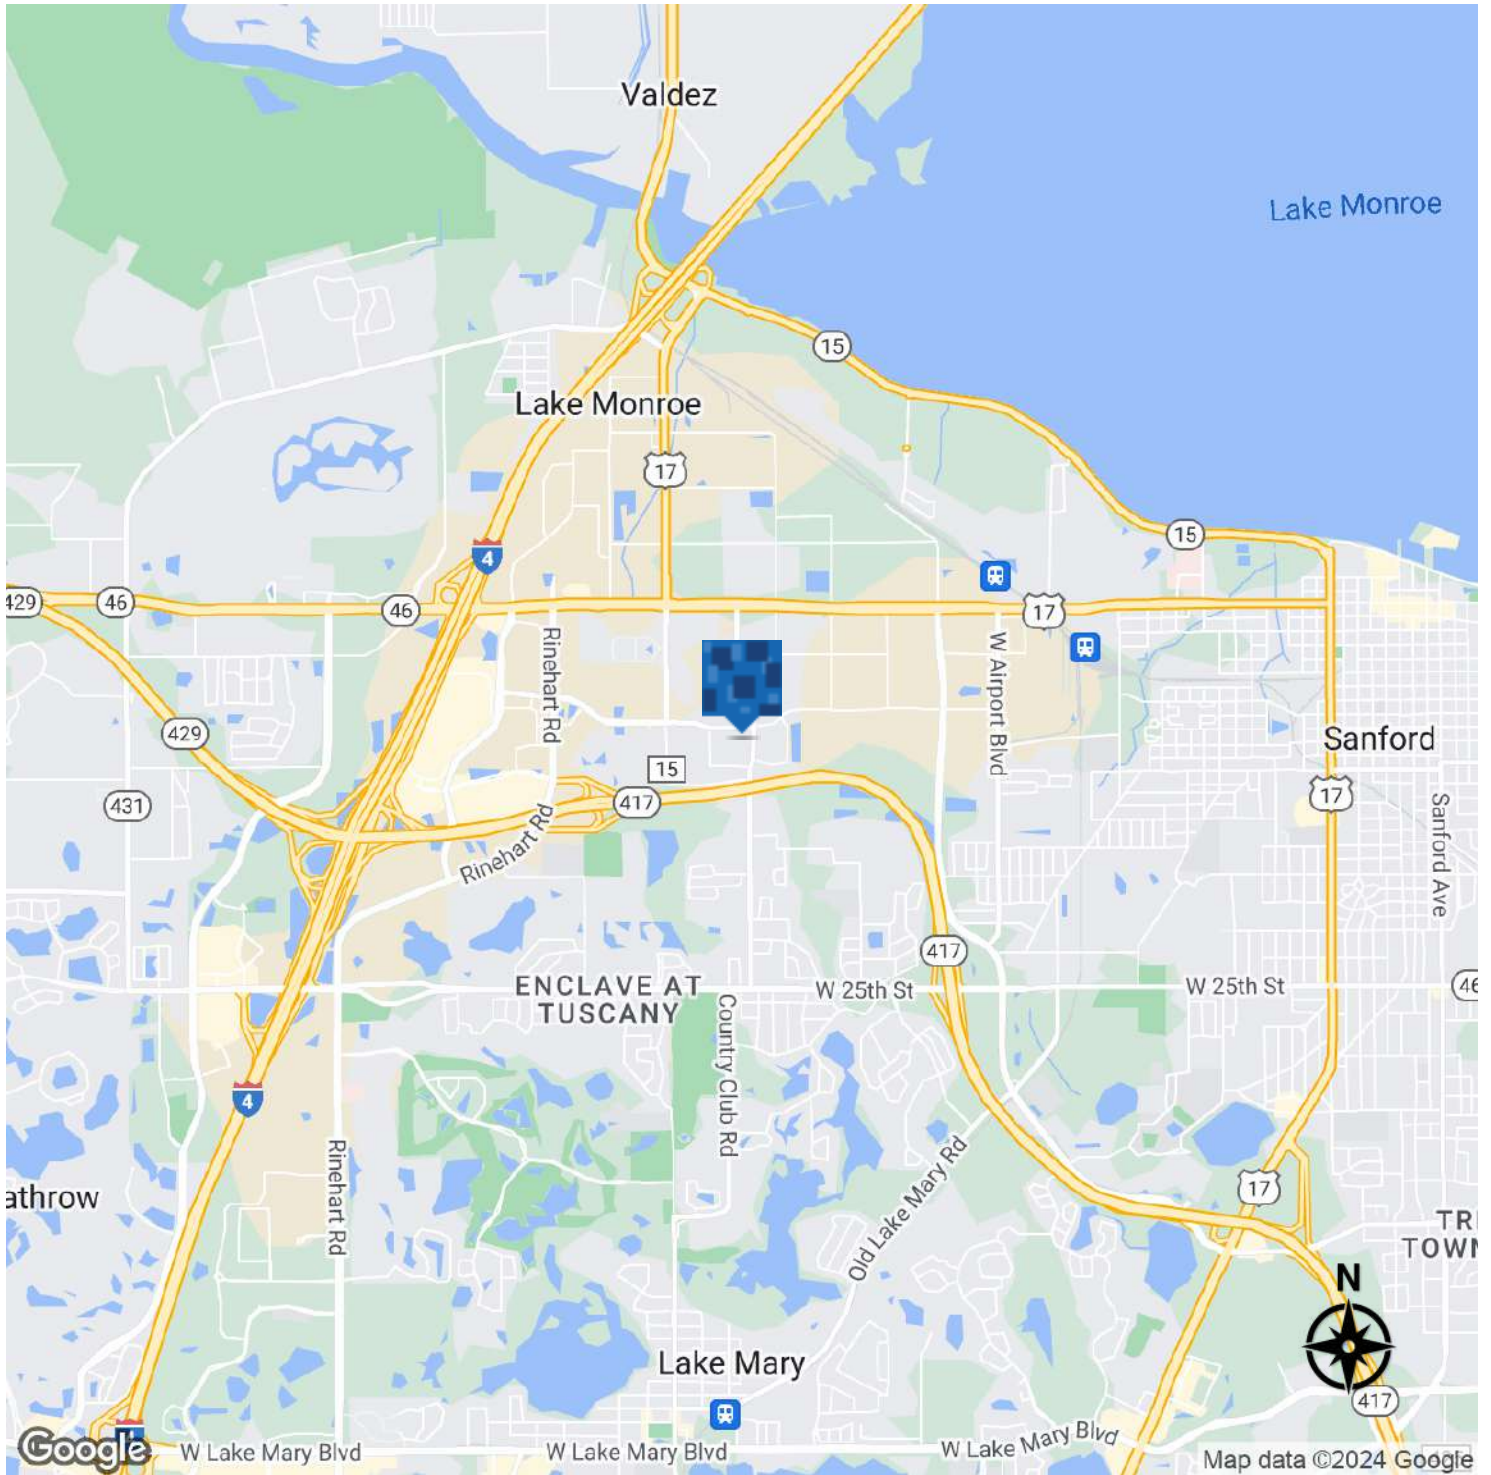 Valdez
Lake Monroe
15
Lake Monroe
17
15
4
429
46
46
17
Rinehart Rd
W Airport Blvd
429
Sanford
15
431
417
17
Sanford Ave
Rinehart Rd
417
ENCLAVE AT
TUSCANY
W 25th St
W 25th St
46
Country Club Rd
4
Rinehart Rd
Old Lake Mary Rd
17
athrow
TRE
TOWN
N
Lake Mary
417
Google
W Lake Mary Blvd
W Lake Mary Blvd
W Lake Mary Blvd
Map data ©2024 Google